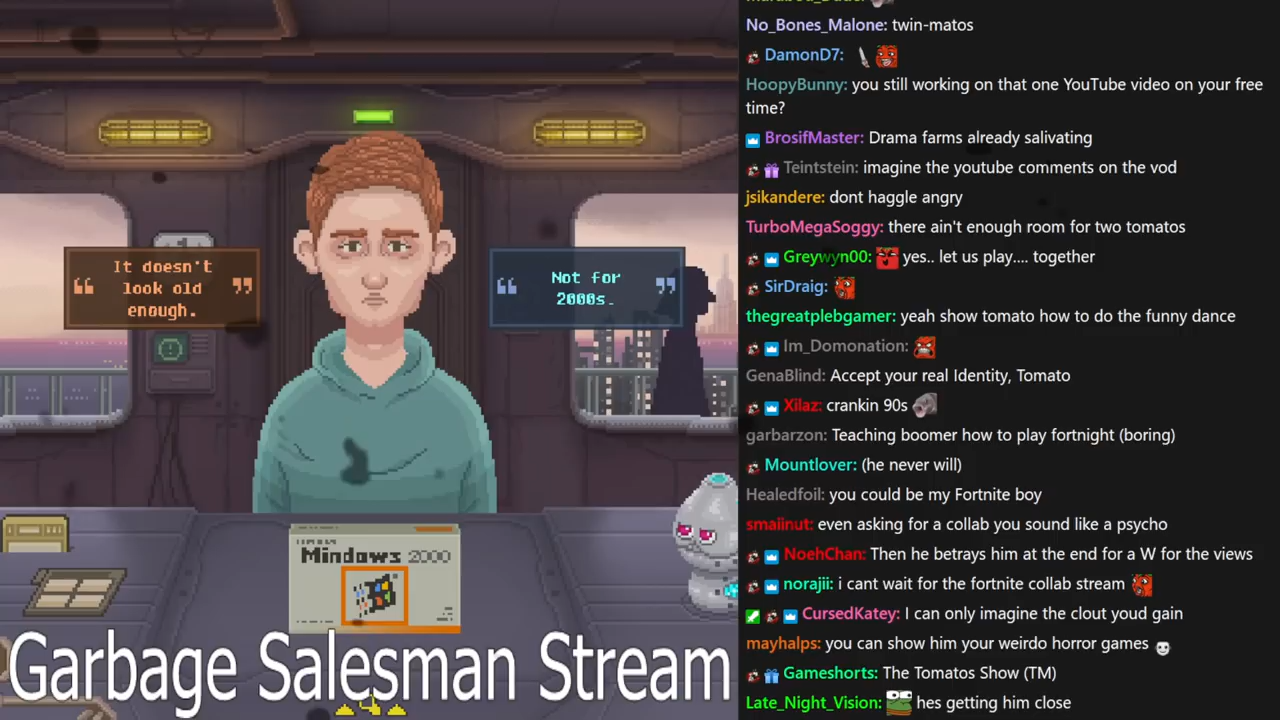 “ It doesn't
look old
enough. ”
“ Not for
2000s. ”
Mindows 2000
Garbage Salesman Stream
No_Bones_Malone: twin-matos
DamonD7:
HoopyBunny: you still working on that one YouTube video on your free
time?
BrosifMaster: Drama farms already salivating
Teintstein: imagine the youtube comments on the vod
jsikandere: dont haggle angry
TurboMegaSoggy: there ain't enough room for two tomatos
Greywyn00: yes.. let us play.... together
SirDraig:
thegreatplebgamer: yeah show tomato how to do the funny dance
Im_Domonation:
GenaBlind: Accept your real Identity, Tomato
Xilaz: crankin 90s
garbarzon: Teaching boomer how to play fortnight (boring)
Mountlover: (he never will)
Healedfoil: you could be my Fortnite boy
smaiinut: even asking for a collab you sound like a psycho
NoehChan: Then he betrays him at the end for a W for the views
norajii: i cant wait for the fortnite collab stream
CursedKatey: I can only imagine the clout youd gain
mayhalps: you can show him your weirdo horror games
Gameshorts: The Tomatos Show (TM)
Late_Night_Vision: hes getting him close